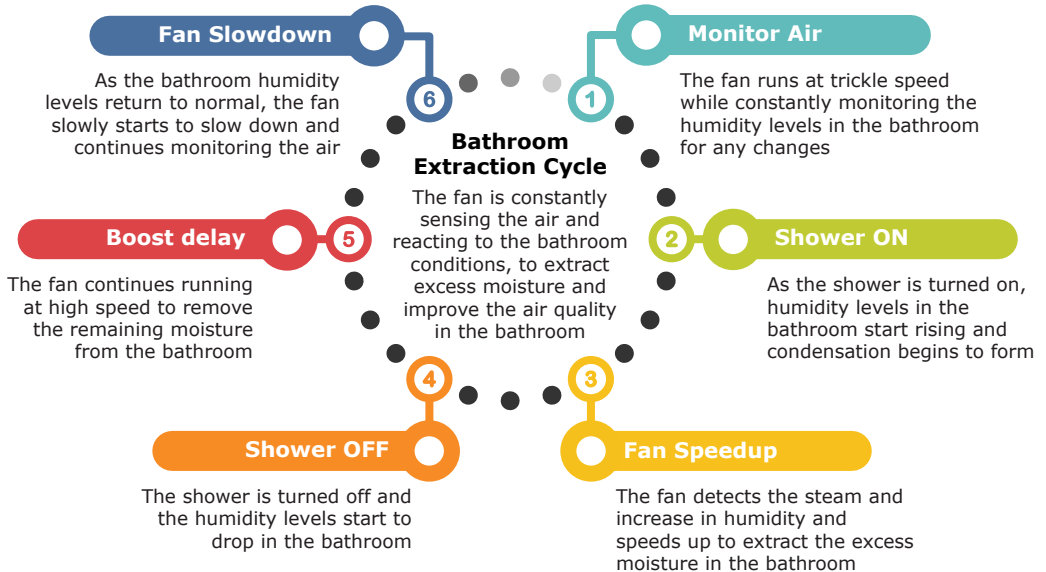 Bathroom
Extraction Cycle
The fan is constantly
sensing the air and
reacting to the bathroom
conditions, to extract
excess moisture and
improve the air quality
in the bathroom
1
Monitor Air
The fan runs at trickle speed
while constantly monitoring the
humidity levels in the bathroom
for any changes
2
Shower ON
As the shower is turned on,
humidity levels in the
bathroom start rising and
condensation begins to form
3
Fan Speedup
The fan detects the steam and
increase in humidity and
speeds up to extract the excess
moisture in the bathroom
4
Shower OFF
The shower is turned off and
the humidity levels start to
drop in the bathroom
5
Boost delay
The fan continues running
at high speed to remove
the remaining moisture
from the bathroom
6
Fan Slowdown
As the bathroom humidity
levels return to normal, the fan
slowly starts to slow down and
continues monitoring the air